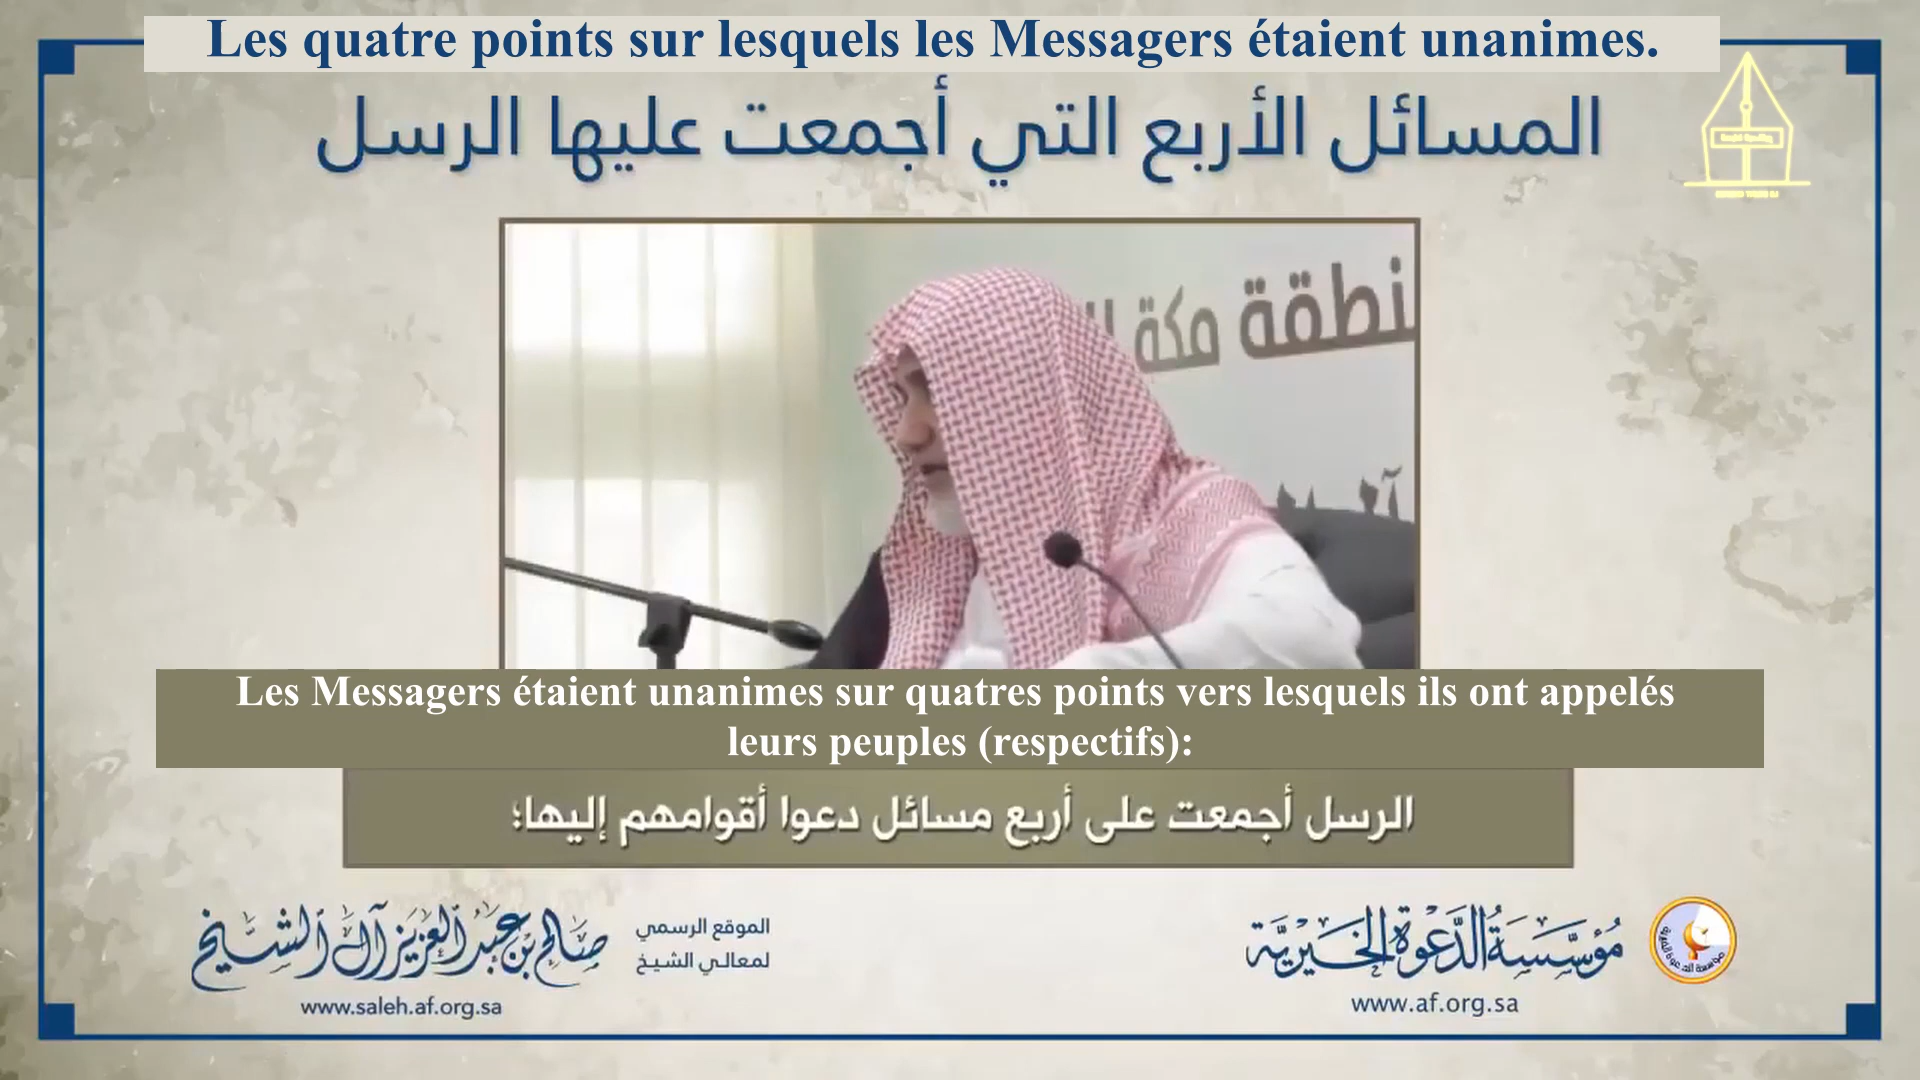 Les quatre points sur lesquels les Messagers étaient unanimes.
المسائل الأربع التي أجمعت عليها الرسل
نطقة مكة
Les Messagers étaient unanimes sur quatres points vers lesquels ils ont appelés
leurs peuples (respectifs):
الرسل أجمعت على أربع مسائل دعوا أقوامهم إليها؛
مؤسسة الدعوة الخيرية
www.af.org.sa
الموقع الرسمي
لمعالي الشيخ
صالح بن عبد العزيز آل الشيخ
www.saleh.af.org.sa